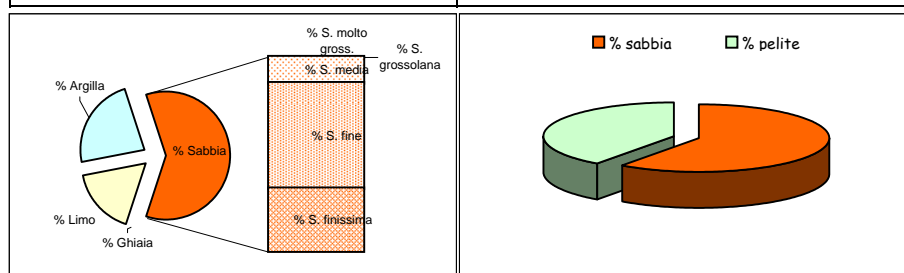 % S. molto
gross.
% S.
grossolana
% S. media
% Argilla
% S. fine
% Sabbia
% Limo
% S. finissima
% Ghiaia
% sabbia
% pelite